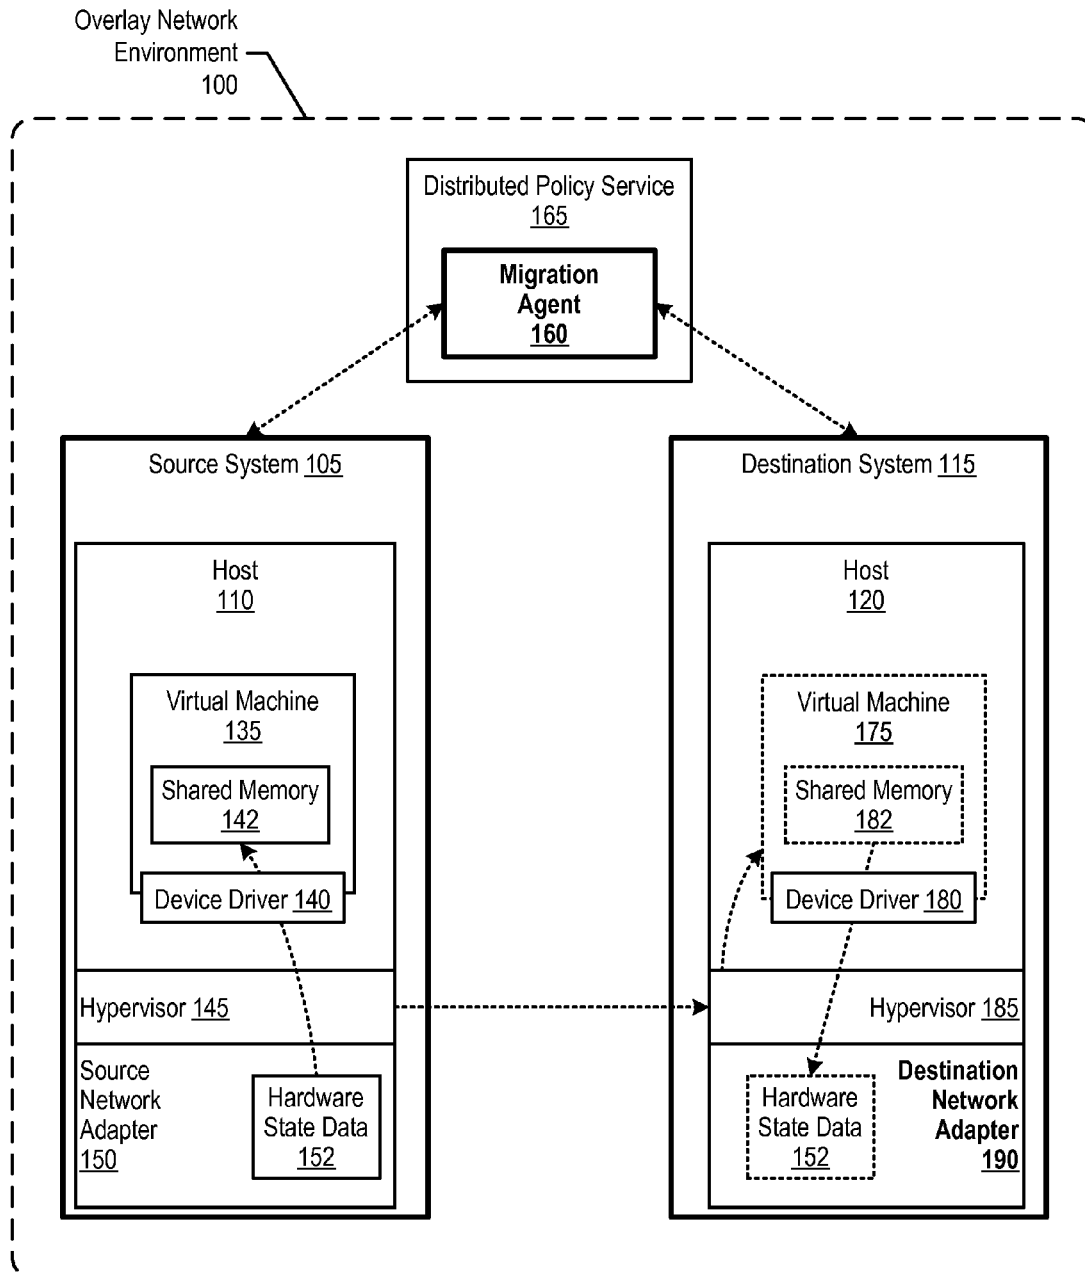 Overlay Network
Environment
100
Distributed Policy Service
165
Migration
Agent
160
Source System 105
Host
110
Virtual Machine
135
Shared Memory
142
Device Driver 140
Hypervisor 145
Source
Network
Adapter
150
Hardware
State Data
152
Destination System 115
Host
120
Virtual Machine
175
Shared Memory
182
Device Driver 180
Hypervisor 185
Hardware
State Data
152
Destination
Network
Adapter
190